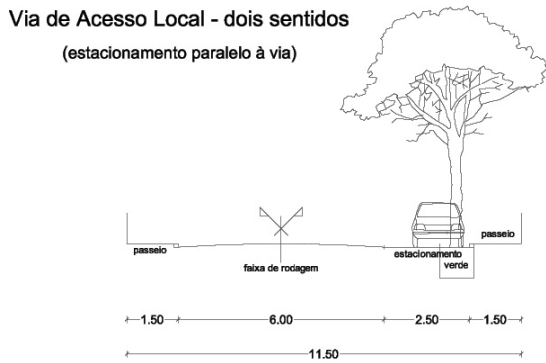 Via de Acesso Local - dois sentidos
(estacionamento paralelo à via)
passeio
faixa de rodagem
estacionamento
verde
passeio
1.50
6.00
2.50
1.50
11.50